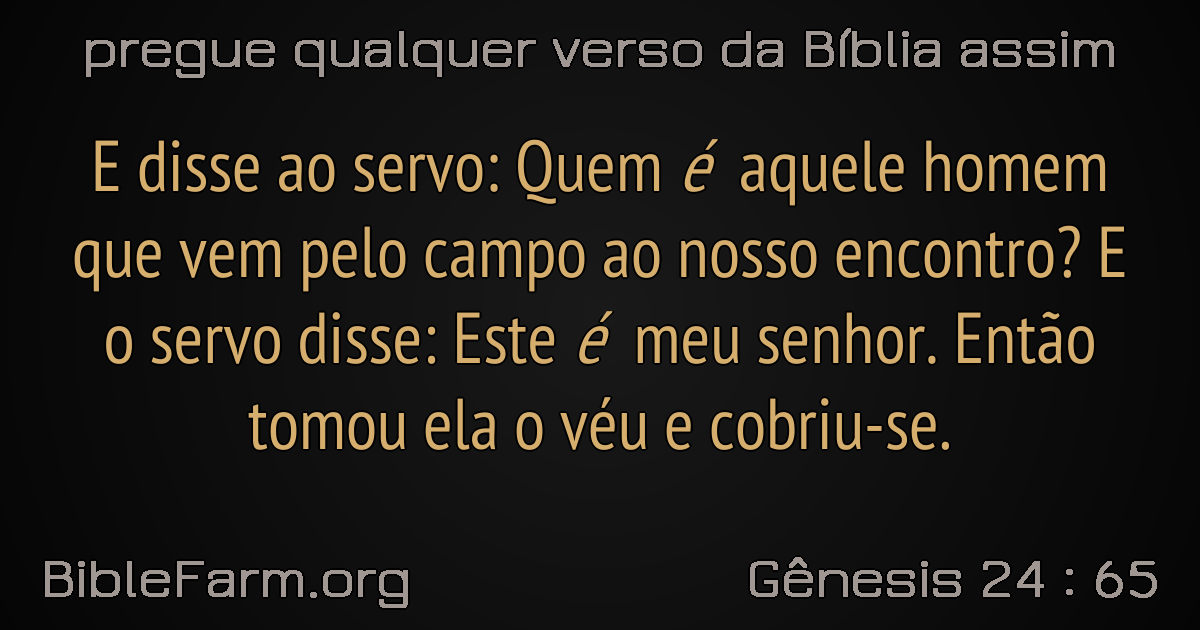 pregue qualquer verso da Bíblia assim
E disse ao servo: Quem é aquele homem
que vem pelo campo ao nosso encontro? E
o servo disse: Este é meu senhor. Então
tomou ela o véu e cobriu-se.
BibleFarm.org
Gênesis 24 : 65